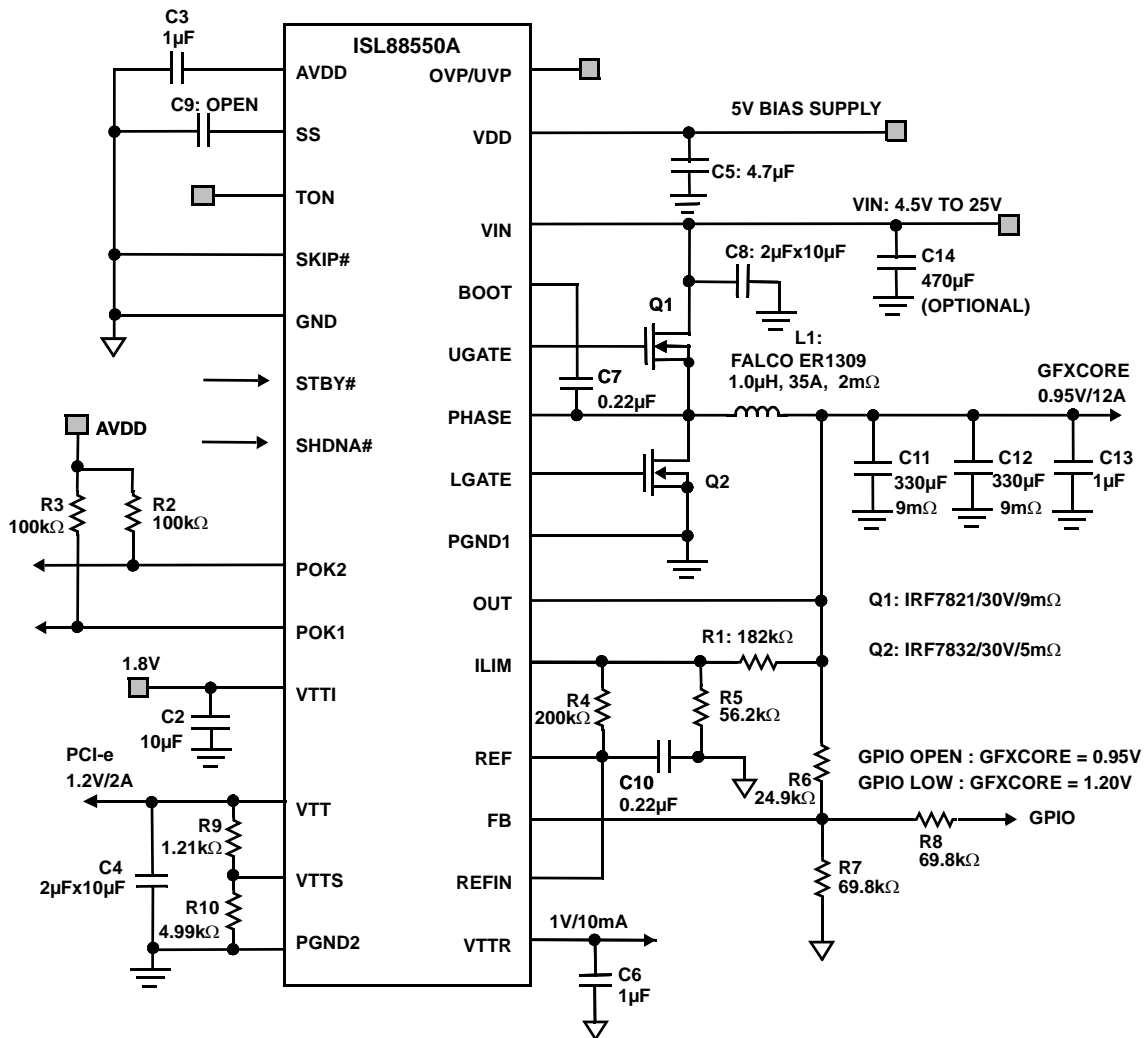 ISL88550A
C3
1µF
AVDD
C9: OPEN
SS
TON
SKIP#
GND
STBY#
AVDD
SHDNA#
R3
100kΩ
R2
100kΩ
POK2
POK1
1.8V
VTTI
C2
10µF
PCI-e
1.2V/2A
VTT
R9
1.21kΩ
C4
2µFx10µF
VTTS
R10
4.99kΩ
PGND2
OVP/UVP
5V BIAS SUPPLY
VDD
C5: 4.7µF
VIN: 4.5V TO 25V
VIN
C8: 2µFx10µF
C14
470µF
(OPTIONAL)
BOOT
Q1
L1:
FALCO ER1309
1.0µH, 35A, 2mΩ
UGATE
C7
0.22µF
GFXCORE
0.95V/12A
PHASE
C11
330µF
9mΩ
C12
330µF
9mΩ
C13
1µF
LGATE
Q2
PGND1
OUT
Q1: IRF7821/30V/9mΩ
R1: 182kΩ
Q2: IRF7832/30V/5mΩ
ILIM
R4
200kΩ
R5
56.2kΩ
REF
C10
0.22µF
R6
24.9kΩ
GPIO OPEN : GFXCORE = 0.95V
GPIO LOW : GFXCORE = 1.20V
FB
GPIO
R8
69.8kΩ
R7
69.8kΩ
REFIN
1V/10mA
VTTR
C6
1µF